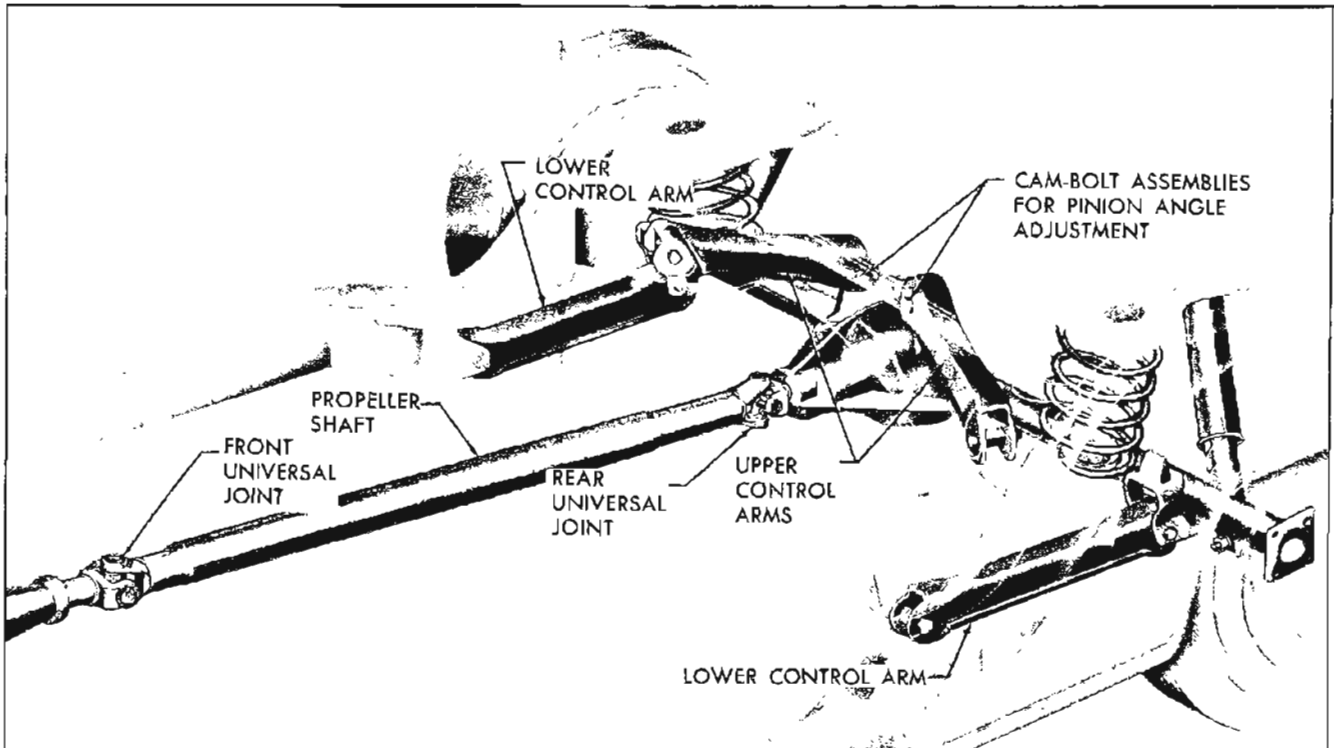 LOWER
CONTROL ARM
CAM-BOLT ASSEMBLIES
FOR PINION ANGLE
ADJUSTMENT
PROPELLER
SHAFT
FRONT
UNIVERSAL
JOINT
REAR
UNIVERSAL
JOINT
UPPER
CONTROL
ARMS
LOWER CONTROL ARM